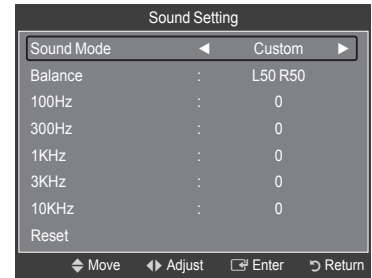 Sound Setting
Sound Mode ◀ Custom ▶
Balance : L50 R50
100Hz : 0
300Hz : 0
1KHz : 0
3KHz : 0
10KHz : 0
Reset
Move Adjust Enter Return